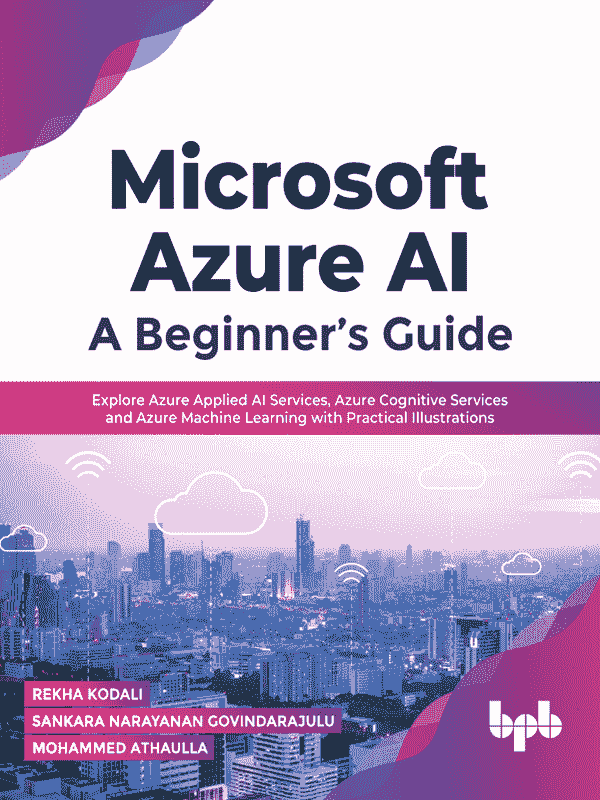 Microsoft
Azure AI
A Beginner's Guide
Explore Azure Applied AI Services, Azure Cognitive Services
and Azure Machine Learning with Practical Illustrations
REKHA KODALI
SANKARA NARAYANAN GOVINDARAJULU
MOHAMMED ATHAULLA
bpb